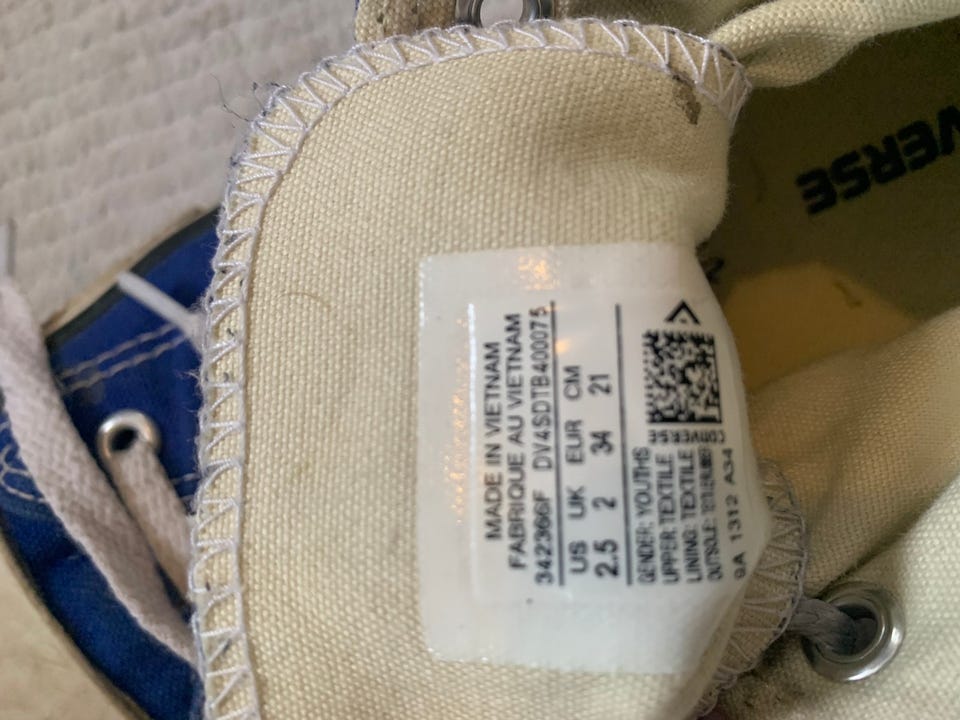 MADE IN VIETNAM
FABRIQUE AU VIETNAM
342366F DV4SDTB400075
US UK EUR CM
2.5 2 34 21
GENDER: YOUTHS
UPPER: TEXTILE
LINING: TEXTILE
OUTSOLE:
9A 1312 A34
CONVERSE
VERSE